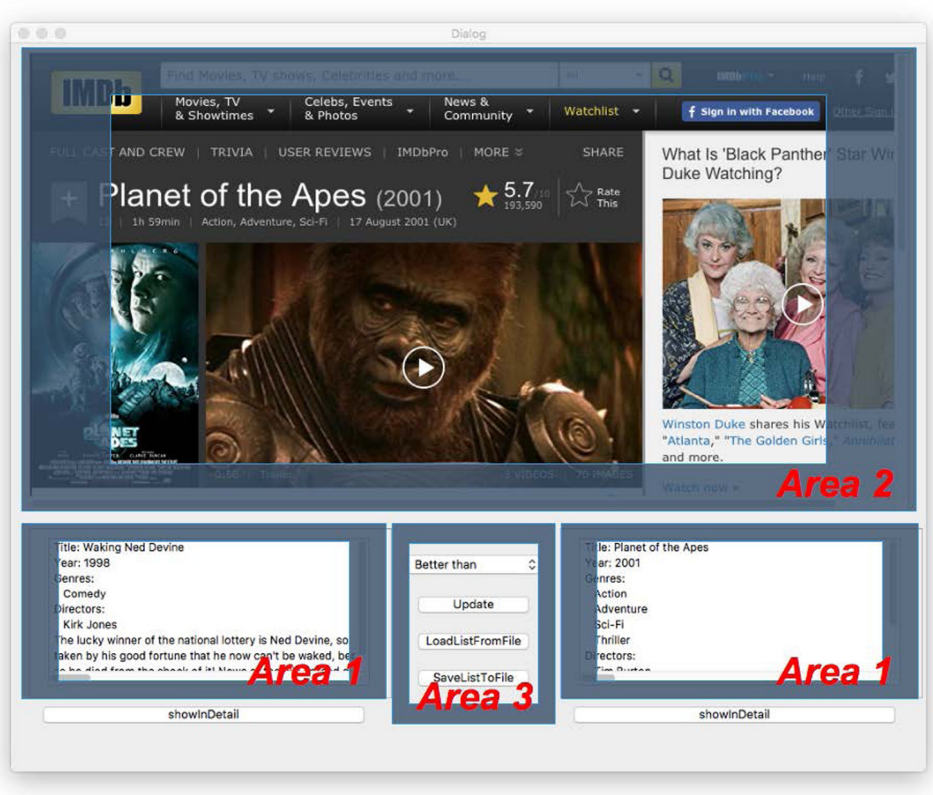 Dialog
IMDb
Find Movies, TV shows, Celebrities and more...
All
Help
Movies, TV
& Showtimes
Celebs, Events
& Photos
News &
Community
Watchlist
Sign in with Facebook
Other Sign
FULL CAST AND CREW | TRIVIA | USER REVIEWS | IMDbPro | MORE
SHARE
What Is 'Black Panther' Star Win
Duke Watching?
Planet of the Apes (2001)
5.7/10
193,590
Rate
This
1h 59min | Action, Adventure, Sci-Fi | 17 August 2001 (UK)
Winston Duke shares his Watchlist, fea
"Atlanta," "The Golden Girls," Annihilat
and more.
Watch now »
3 VIDEOS | 70 IMAGES
Area 2
Title: Waking Ned Devine
Year: 1998
Genres:
Comedy
Directors:
Kirk Jones
The lucky winner of the national lottery is Ned Devine, so
taken by his good fortune that he now can't be waked, bec
Area 1
showInDetail
Better than
Update
LoadListFromFile
SaveListToFile
Area 3
Title: Planet of the Apes
Year: 2001
Genres:
Action
Adventure
Sci-Fi
Thriller
Directors:
Tim Burton
Area 1
showInDetail